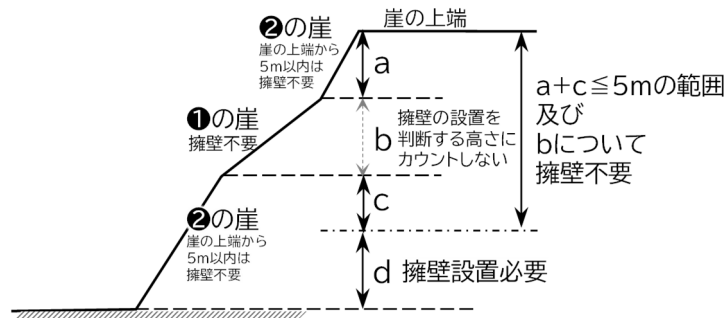 崖の上端
❷の崖
崖の上端から
5m以内は
擁壁不要
a
a+c≦5mの範囲
及び
bについて
擁壁不要
❶の崖
擁壁不要
b
擁壁の設置を
判断する高さに
カウントしない
c
❷の崖
崖の上端から
5m以内は
擁壁不要
d 擁壁設置必要